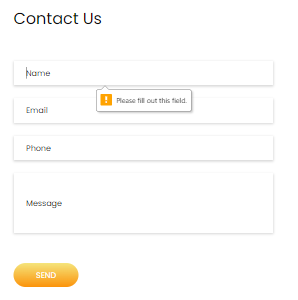 Contact Us
Name
Please fill out this field.
Email
Phone
Message
SEND